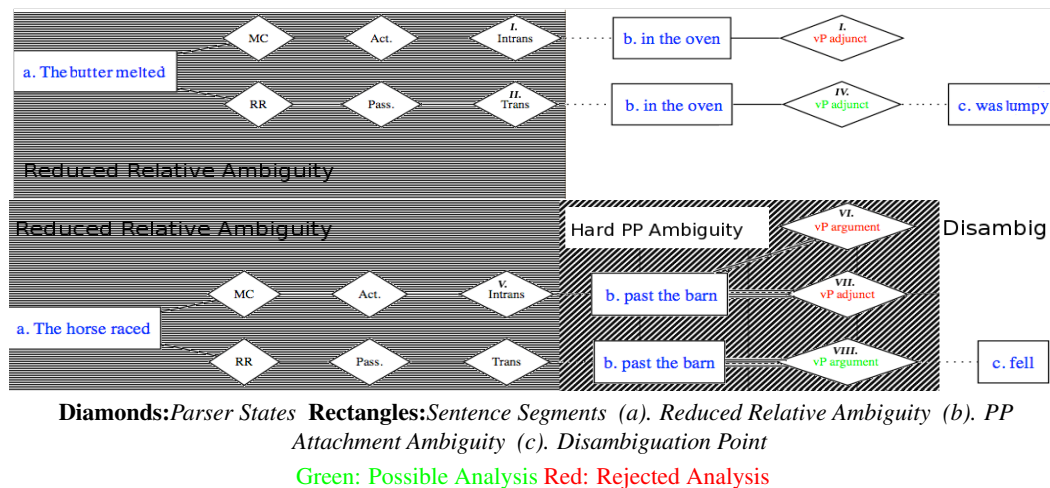 MC Act. I. Intrans b. in the oven I. vP adjunct
a. The butter melted
RR Pass. II. Trans b. in the oven IV. vP adjunct c. was lumpy
Reduced Relative Ambiguity
Reduced Relative Ambiguity Hard PP Ambiguity VI. vP argument Disambig
MC Act. V. Intrans b. past the barn VII. vP adjunct
a. The horse raced
RR Pass. Trans b. past the barn VIII. vP argument c. fell
Diamonds:Parser States Rectangles:Sentence Segments (a). Reduced Relative Ambiguity (b). PP
Attachment Ambiguity (c). Disambiguation Point
Green: Possible Analysis Red: Rejected Analysis